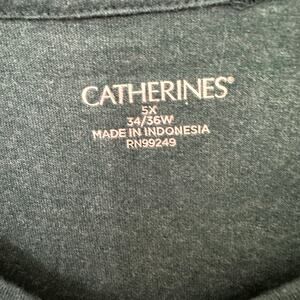 CATHERINES®
5X
34/36W
MADE IN INDONESIA
RN99249